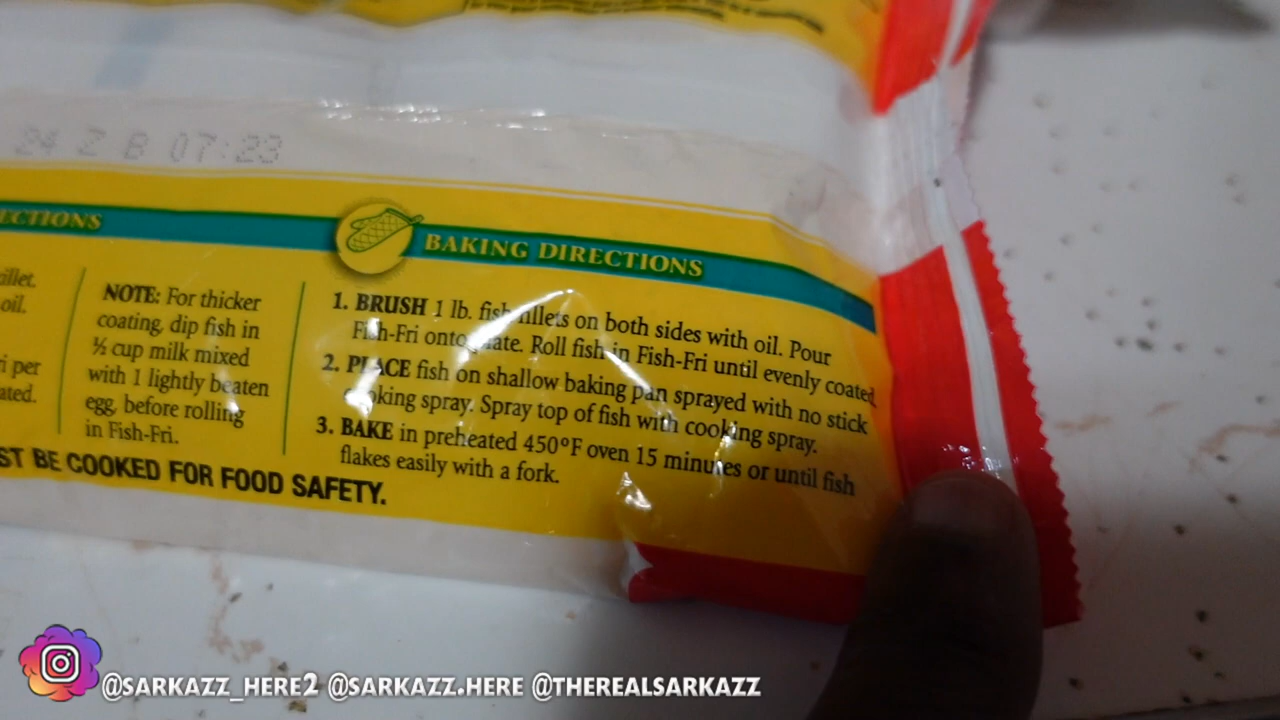 24 Z B 07:23
ECTIONS
BAKING DIRECTIONS
killet.
oil.
ri per
ated.
NOTE: For thicker
coating, dip fish in
½ cup milk mixed
with 1 lightly beaten
egg, before rolling
in Fish-Fri.
1. BRUSH 1 lb. fish fillets on both sides with oil. Pour
Fish-Fri onto plate. Roll fish in Fish-Fri until evenly coated.
2. PLACE fish on shallow baking pan sprayed with no stick
cooking spray. Spray top of fish with cooking spray.
3. BAKE in preheated 450°F oven 15 minutes or until fish
flakes easily with a fork.
ST BE COOKED FOR FOOD SAFETY.
@SARKAZZ_HERE2 @SARKAZZ.HERE @THEREALSARKAZZ